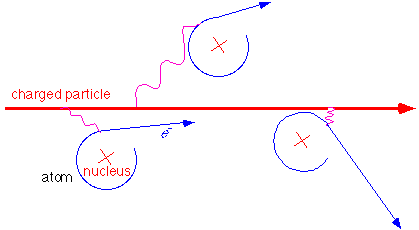 charged particle
e-
nucleus
atom